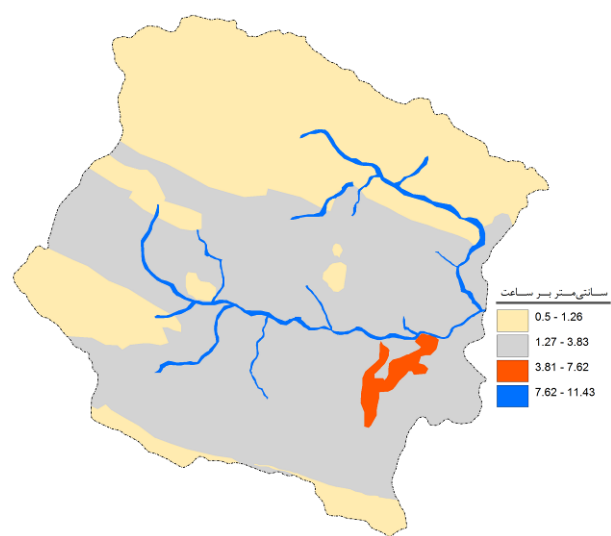 سانتی‌متر بر ساعت
0.5 - 1.26
1.27 - 3.83
3.81 - 7.62
7.62 - 11.43